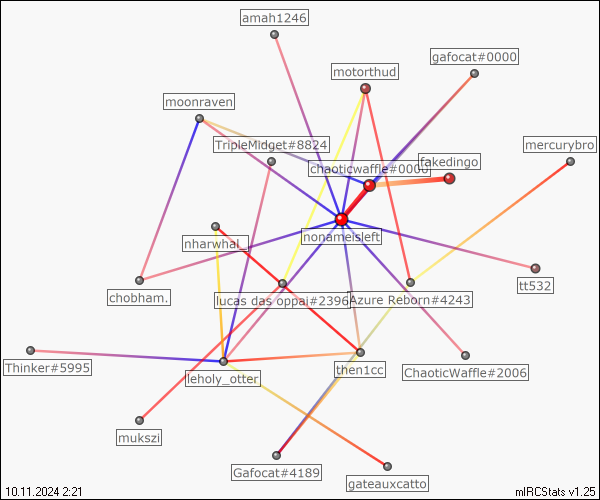 amah1246
gafocat#0000
motorthud
moonraven
TripleMidget#8824
mercurybro
chaoticwaffle#0000
fakedingo
nonameisleft
nharwhal_
tt532
chobham.
lucas das oppai#2396
Azure Reborn#4243
Thinker#5995
leholy_otter
then1cc
ChaoticWaffle#2006
mukszi
Gafocat#4189
gateauxcatto
10.11.2024 2:21
mIRCStats v1.25